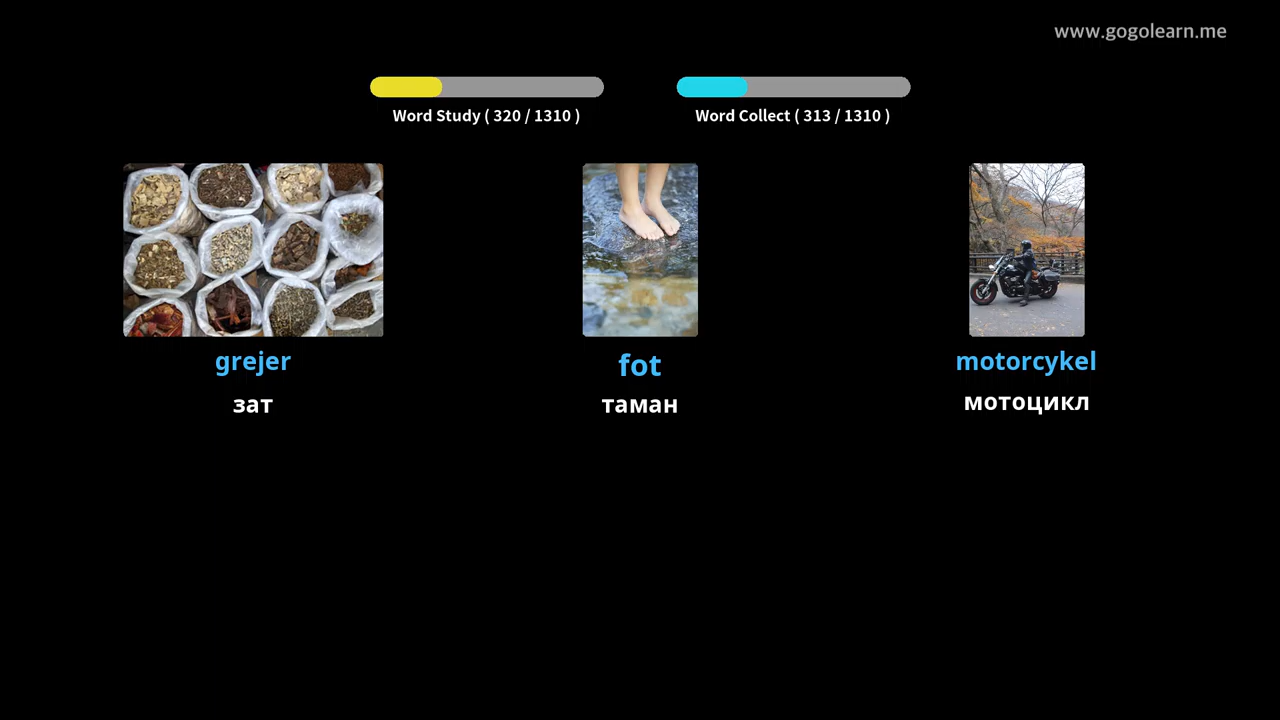 www.gogolearn.me
Word Study ( 320 / 1310 )
Word Collect ( 313 / 1310 )
grejer
fot
motorcykel
зат
таман
мотоцикл